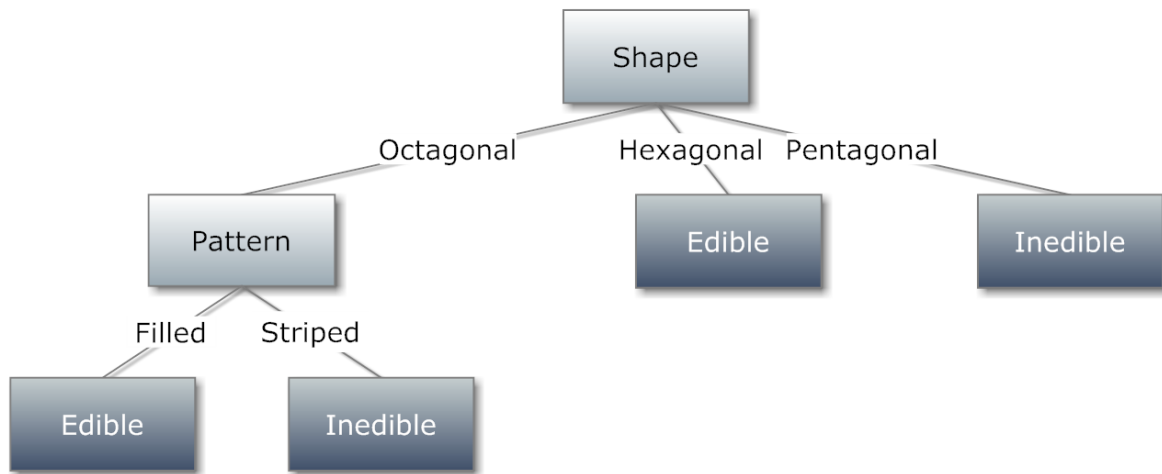 Shape
Octagonal
Hexagonal
Pentagonal
Pattern
Edible
Inedible
Filled
Striped
Edible
Inedible